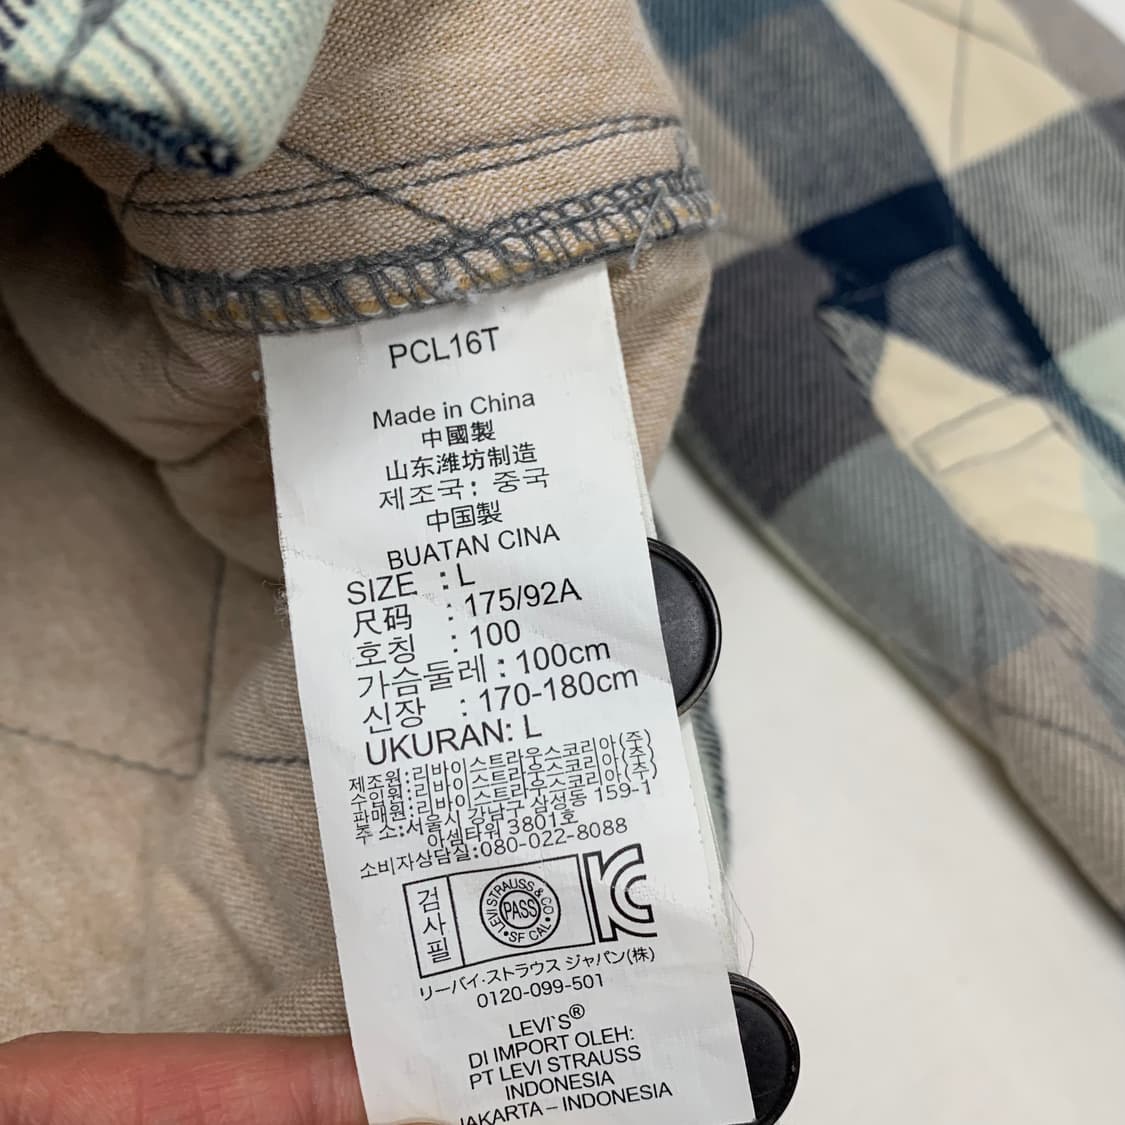 PCL16T
Made in China
中國製
山东潍坊制造
제조국: 중국
中国製
BUATAN CINA
SIZE : L
尺码 : 175/92A
호칭 : 100
가슴둘레 : 100cm
신장 : 170-180cm
UKURAN: L
제조원:리바이스트라우스코리아(주)
수입원:리바이스트라우스코리아(주)
판매원:리바이스트라우스코리아(주)
주 소:서울시 강남구 삼성동 159-1
아셈타워 3801호
소비자상담실:080-022-8088
검사필
LEVI STRAUSS & CO
PASS
• SF CAL •
KC
リーバイ・ストラウス ジャパン(株)
0120-099-501
LEVI`S®
DI IMPORT OLEH:
PT LEVI STRAUSS
INDONESIA
JAKARTA – INDONESIA